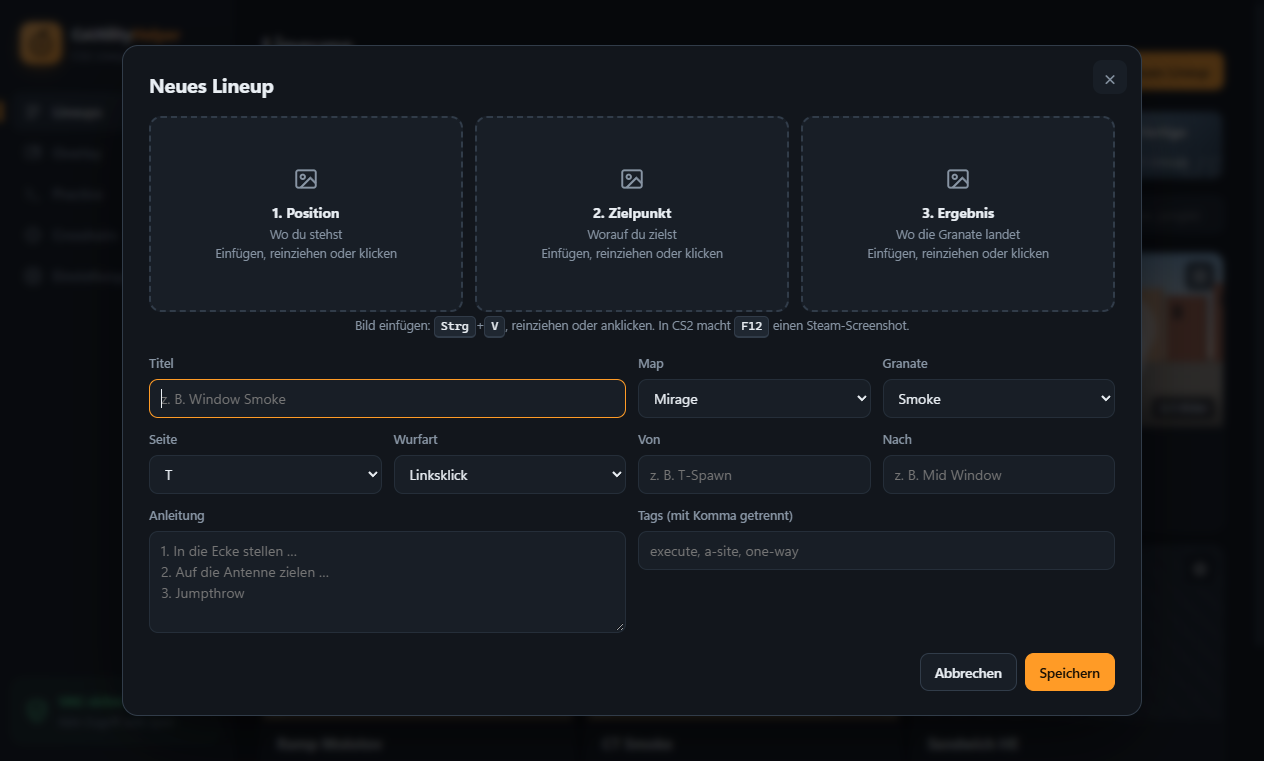 Neues Lineup
×
1. Position
Wo du stehst
Einfügen, reinziehen oder klicken
2. Zielpunkt
Worauf du zielst
Einfügen, reinziehen oder klicken
3. Ergebnis
Wo die Granate landet
Einfügen, reinziehen oder klicken
Bild einfügen: Strg + V, reinziehen oder anklicken. In CS2 macht F12 einen Steam-Screenshot.
Titel
z. B. Window Smoke
Map
Mirage
Granate
Smoke
Seite
T
Wurfart
Linksklick
Von
z. B. T-Spawn
Nach
z. B. Mid Window
Anleitung
1. In die Ecke stellen ...
2. Auf die Antenne zielen ...
3. Jumpthrow
Tags (mit Komma getrennt)
execute, a-site, one-way
Abbrechen
Speichern